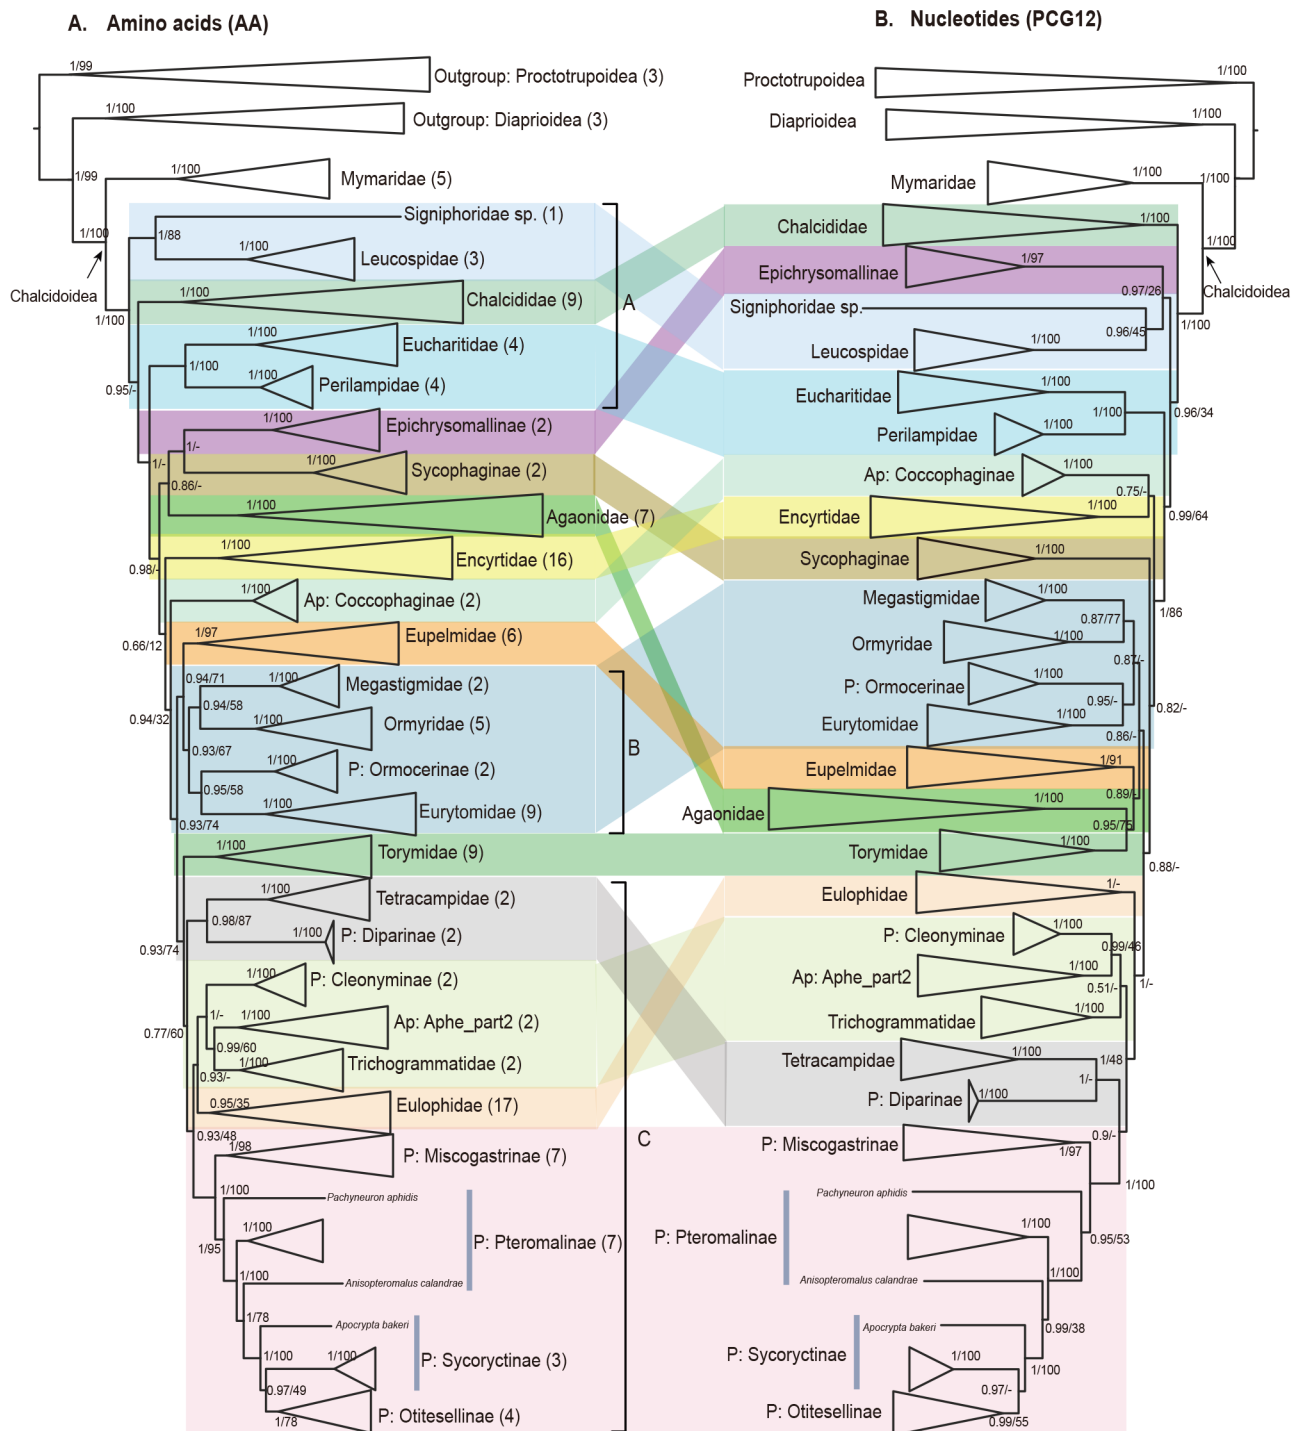 A. Amino acids (AA)
1/99
Outgroup: Proctotrupoidea (3)
1/100
Outgroup: Diaprioidea (3)
1/99
1/100
Mymaridae (5)
1/100
Chalcidoidea
Signiphoridae sp. (1)
1/88
1/100
Leucospidae (3)
1/100
Chalcididae (9)
A
1/100
1/100
Eucharitidae (4)
1/100
1/100
Perilampidae (4)
0.95/-
1/100
Epichrysomallinae (2)
1/-
1/100
Sycophaginae (2)
1/-
0.86/-
1/100
Agaonidae (7)
1/100
Encyrtidae (16)
0.98/-
1/100
Ap: Coccophaginae (2)
1/97
Eupelmidae (6)
0.66/12
0.94/71
1/100
Megastigmidae (2)
0.94/58
1/100
Ormyridae (5)
0.94/32
B
0.93/67
1/100
P: Ormocerinae (2)
0.95/58
1/100
Eurytomidae (9)
0.93/74
1/100
Torymidae (9)
1/100
Tetracampidae (2)
0.98/87
1/100
P: Diparinae (2)
0.93/74
1/100
P: Cleonyminae (2)
1/-
1/100
Ap: Aphe_part2 (2)
0.77/60
0.99/60
1/100
Trichogrammatidae (2)
0.93/-
0.95/35
Eulophidae (17)
C
0.93/48
1/98
P: Miscogastrinae (7)
1/100
Pachyneuron aphidis
1/100
P: Pteromalinae (7)
1/95
1/100
Anisopteromalus calandrae
1/78
Apocrypta bakeri
1/100
1/100
P: Sycoryctinae (3)
0.97/49
1/78
P: Otitesellinae (4)
B. Nucleotides (PCG12)
Proctotrupoidea
1/100
Diaprioidea
1/100
Mymaridae
1/100
1/100
Chalcididae
1/100
1/100
Chalcidoidea
Epichrysomallinae
1/97
0.97/26
Signiphoridae sp.
1/100
0.96/45
Leucospidae
1/100
Eucharitidae
1/100
1/100
0.96/34
Perilampidae
1/100
Ap: Coccophaginae
1/100
0.75/-
Encyrtidae
1/100
0.99/64
Sycophaginae
1/100
Megastigmidae
1/100
1/86
0.87/77
Ormyridae
1/100
0.87/-
P: Ormocerinae
1/100
0.95/-
0.82/-
Eurytomidae
1/100
0.86/-
Eupelmidae
1/91
0.89/-
Agaonidae
1/100
0.95/75
Torymidae
1/100
0.88/-
Eulophidae
1/-
P: Cleonyminae
1/100
0.99/46
Ap: Aphe_part2
1/100
0.51/-
1/-
Trichogrammatidae
1/100
Tetracampidae
1/100
1/48
1/-
P: Diparinae
1/100
0.9/-
P: Miscogastrinae
1/97
1/100
Pachyneuron aphidis
P: Pteromalinae
1/100
0.95/53
Anisopteromalus calandrae
1/100
Apocrypta bakeri
0.99/38
P: Sycoryctinae
1/100
1/100
0.97/-
P: Otitesellinae
0.99/55